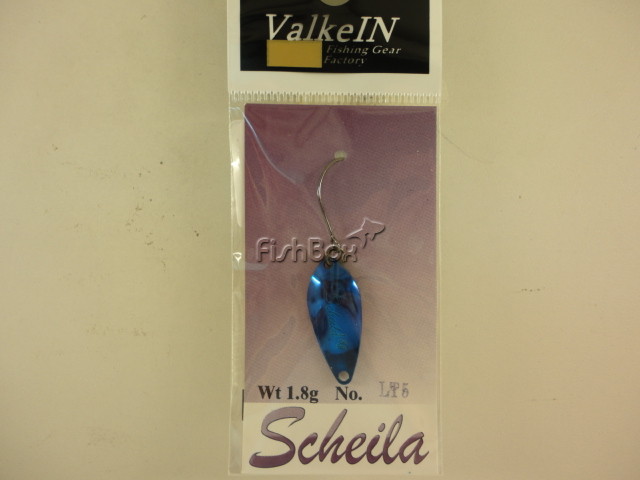 ValkeIN
Fishing Gear
Factory
FishBox
Wt 1.8g No. LT5
Scheila